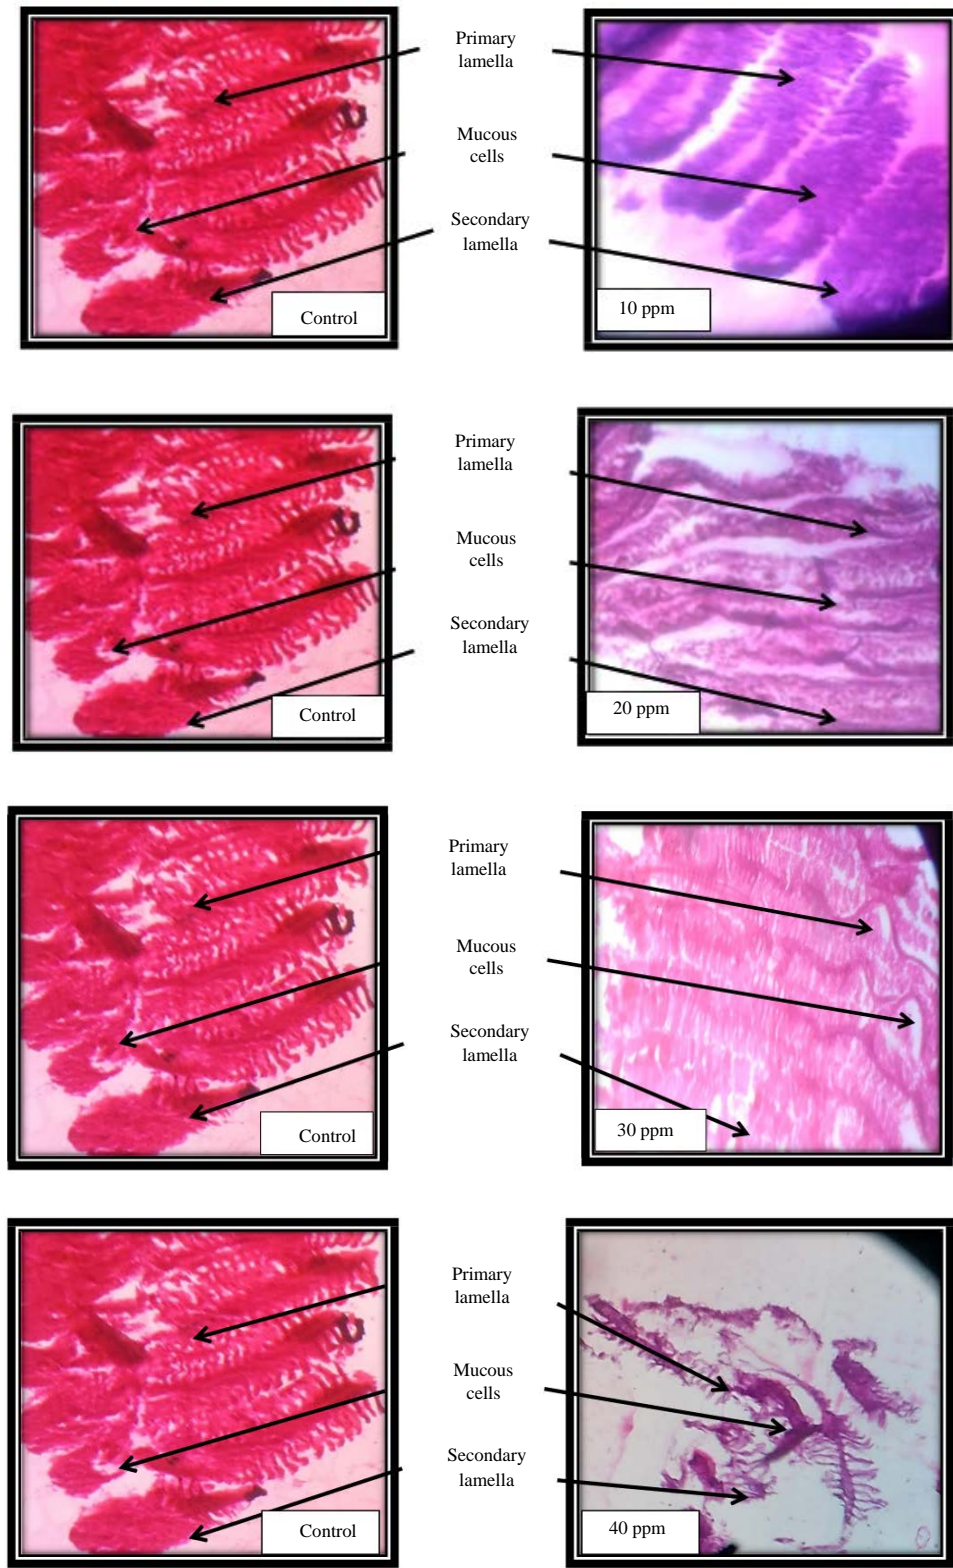 Primary
lamella
Mucous
cells
Secondary
lamella
Control
10 ppm
Primary
lamella
Mucous
cells
Secondary
lamella
Control
20 ppm
Primary
lamella
Mucous
cells
Secondary
lamella
Control
30 ppm
Primary
lamella
Mucous
cells
Secondary
lamella
Control
40 ppm